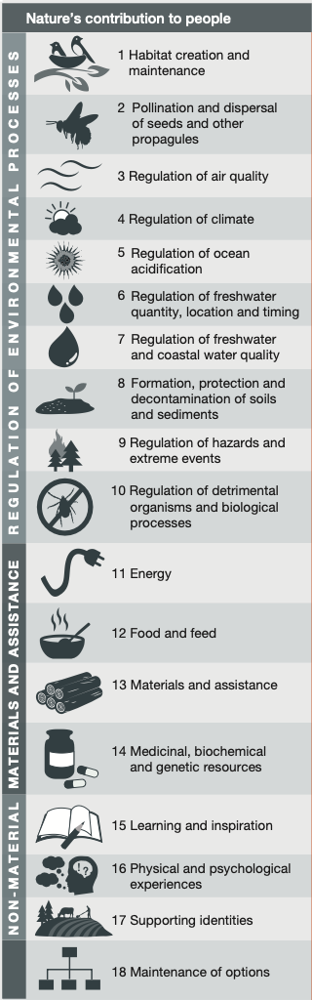 Nature's contribution to people
REGULATION OF ENVIRONMENTAL PROCESSES
1 Habitat creation and
maintenance
2 Pollination and dispersal
of seeds and other
propagules
3 Regulation of air quality
4 Regulation of climate
5 Regulation of ocean
acidification
6 Regulation of freshwater
quantity, location and timing
7 Regulation of freshwater
and coastal water quality
8 Formation, protection and
decontamination of soils
and sediments
9 Regulation of hazards and
extreme events
10 Regulation of detrimental
organisms and biological
processes
MATERIALS AND ASSISTANCE
11 Energy
12 Food and feed
13 Materials and assistance
14 Medicinal, biochemical
and genetic resources
NON-MATERIAL
15 Learning and inspiration
16 Physical and psychological
experiences
! ?
17 Supporting identities
18 Maintenance of options